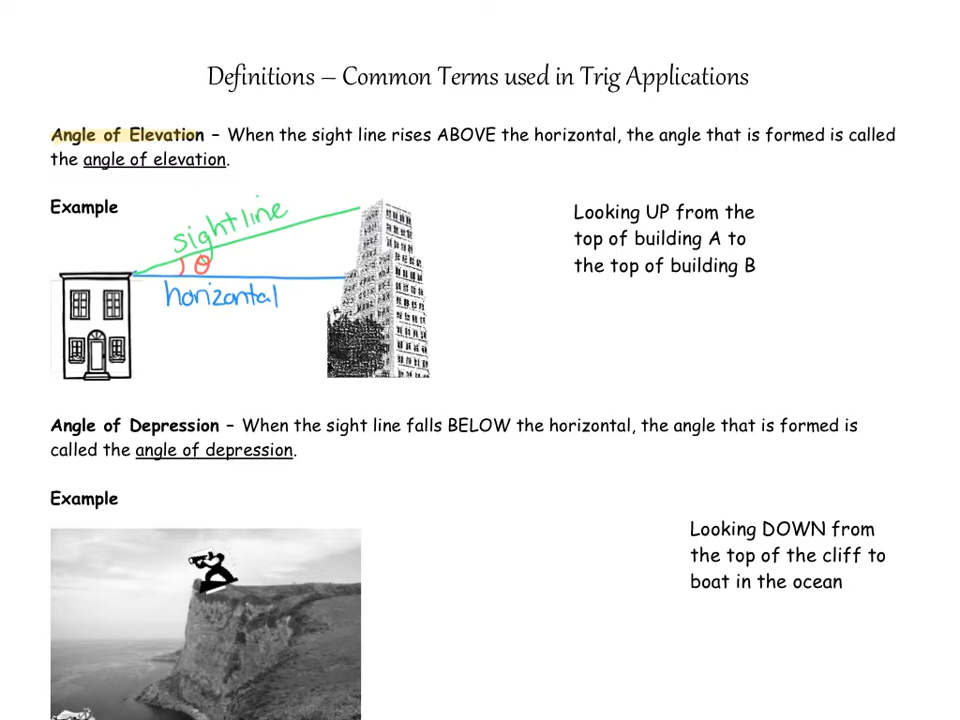 Definitions – Common Terms used in Trig Applications
Angle of Elevation – When the sight line rises ABOVE the horizontal, the angle that is formed is called
the angle of elevation.
Example
sight line
θ
horizontal
Looking UP from the
top of building A to
the top of building B
Angle of Depression – When the sight line falls BELOW the horizontal, the angle that is formed is
called the angle of depression.
Example
Looking DOWN from
the top of the cliff to
boat in the ocean